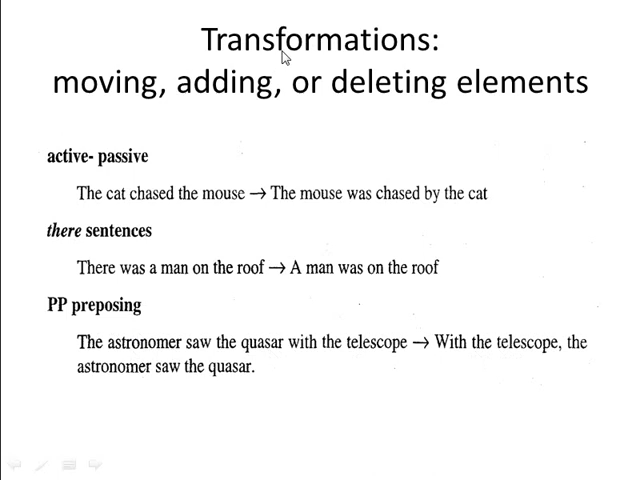 Transformations:
moving, adding, or deleting elements
active- passive
The cat chased the mouse → The mouse was chased by the cat
there sentences
There was a man on the roof → A man was on the roof
PP preposing
The astronomer saw the quasar with the telescope → With the telescope, the
astronomer saw the quasar.